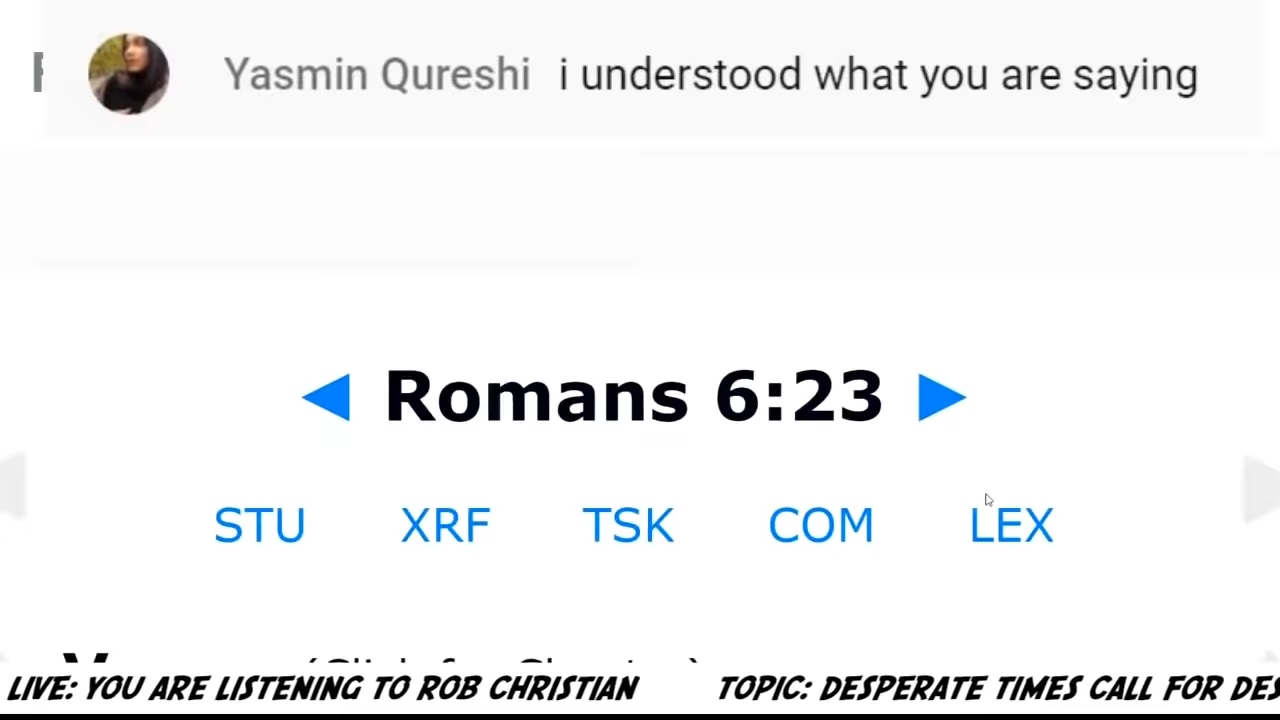 Yasmin Qureshi i understood what you are saying
◀ Romans 6:23 ▶
STU XRF TSK COM LEX
LIVE: YOU ARE LISTENING TO ROB CHRISTIAN TOPIC: DESPERATE TIMES CALL FOR DES